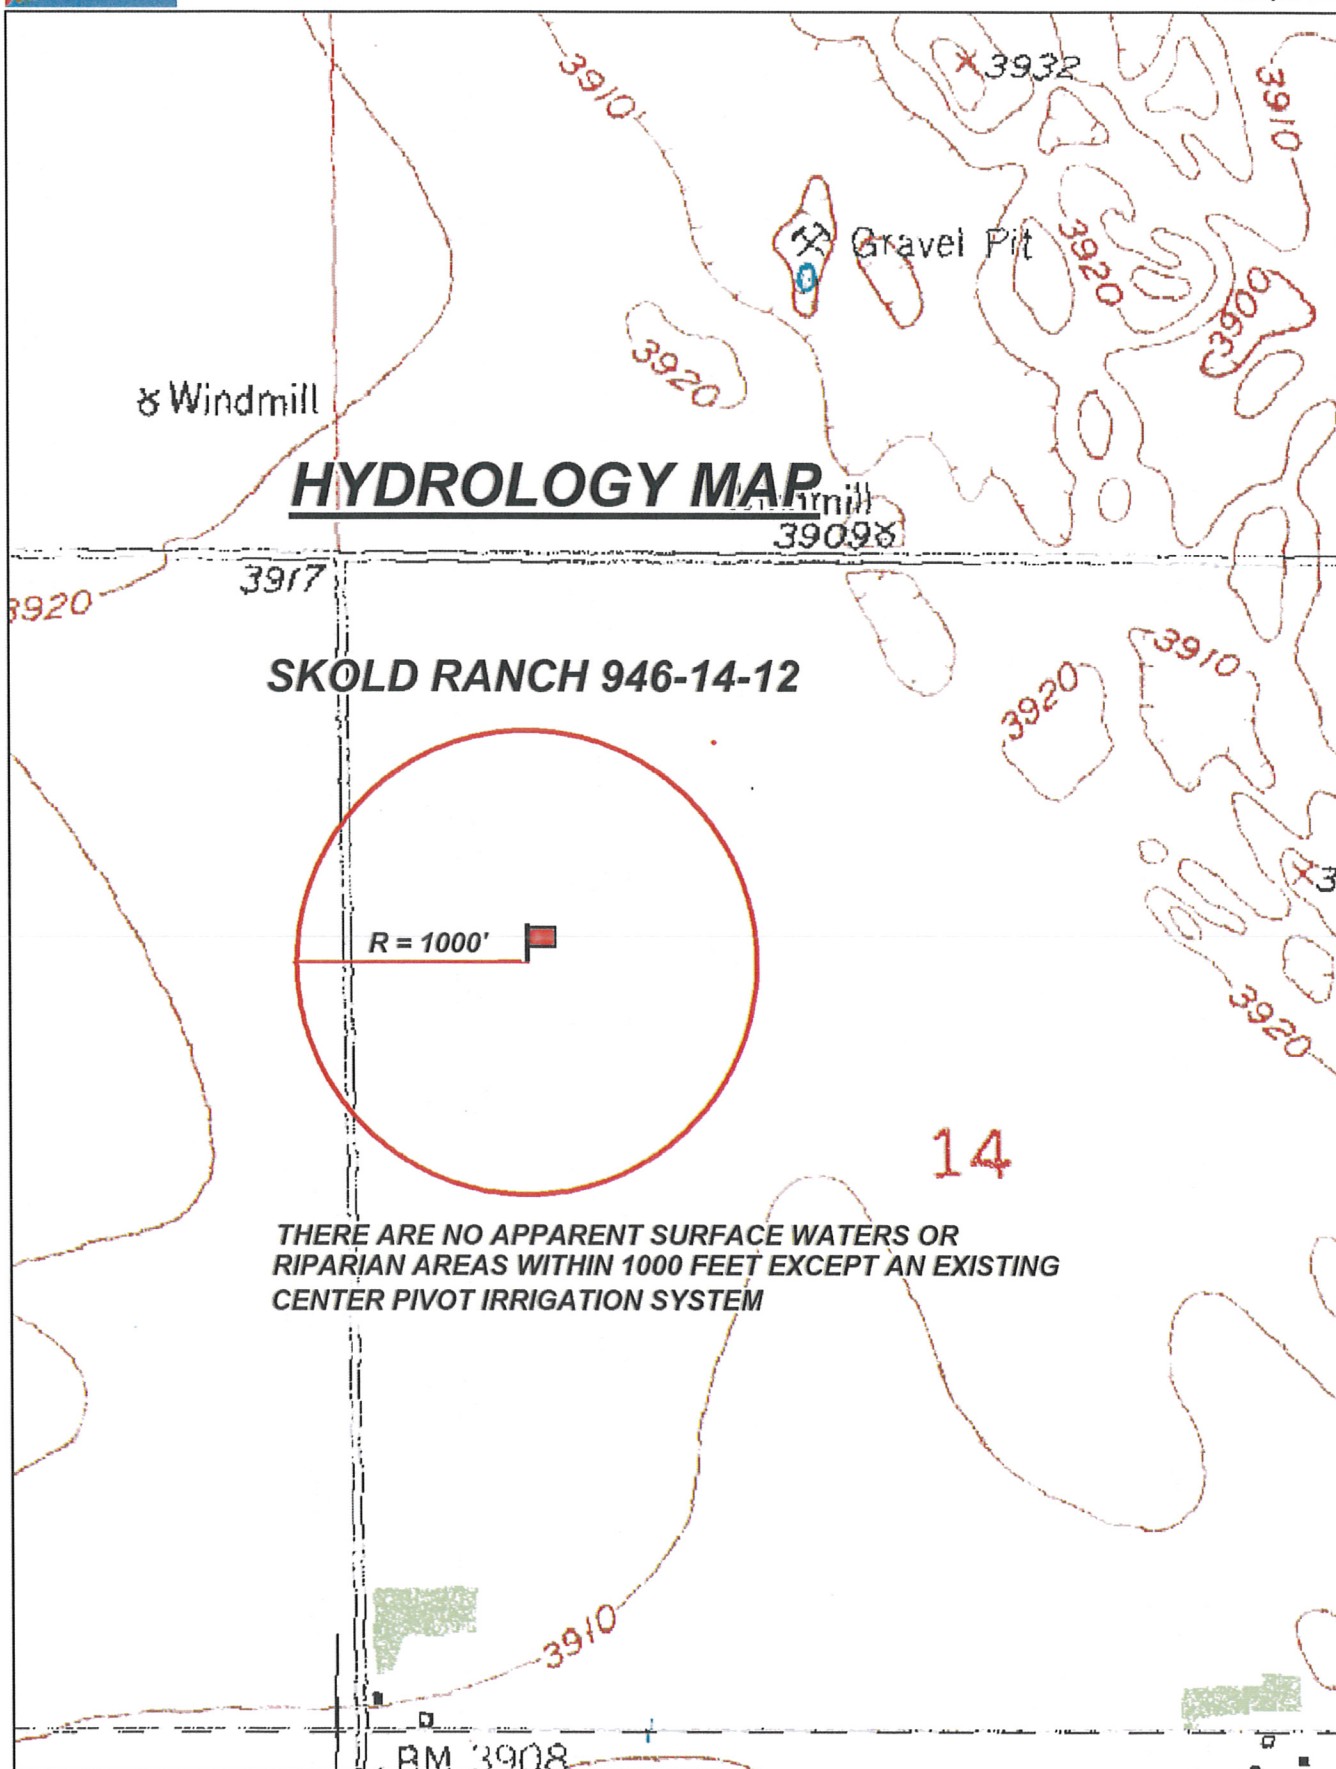 3932
3910
3910
Gravel Pit
3920
3900
3920
Windmill
HYDROLOGY MAP
3909
3917
3920
3910
SKOLD RANCH 946-14-12
3920
R = 1000'
3920
14
THERE ARE NO APPARENT SURFACE WATERS OR
RIPARIAN AREAS WITHIN 1000 FEET EXCEPT AN EXISTING
CENTER PIVOT IRRIGATION SYSTEM
3910
BM 3908